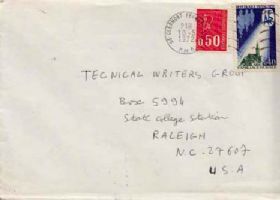 0.50
TECNICAL WRITERS GROUP
Box 5994
State College Station
RALEIGH
N.C. 27607
U.S.A